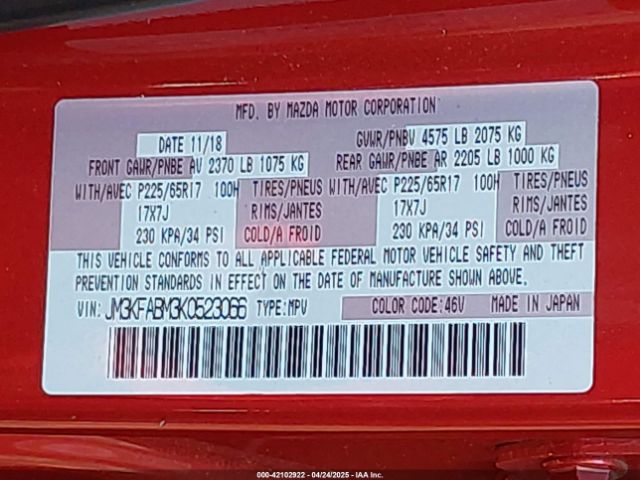 MFD. BY MAZDA MOTOR CORPORATION
DATE 11/18 GVWR/PNBV 4575 LB 2075 KG
FRONT GAWR/PNBE AV 2370 LB 1075 KG REAR GAWR/PNBE AR 2205 LB 1000 KG
WITH/AVEC P225/65R17 100H TIRES/PNEUS WITH/AVEC P225/65R17 100H TIRES/PNEUS
17X7J RIMS/JANTES 17X7J RIMS/JANTES
230 KPA/34 PSI COLD/A FROID 230 KPA/34 PSI COLD/A FROID
THIS VEHICLE CONFORMS TO ALL APPLICABLE FEDERAL MOTOR VEHICLE SAFETY AND THEFT
PREVENTION STANDARDS IN EFFECT ON THE DATE OF MANUFACTURE SHOWN ABOVE.
VIN: JM3KFABM3K0523066 TYPE:MPV COLOR CODE:46V MADE IN JAPAN
000-42102922 - 04/24/2025 - IAA Inc.